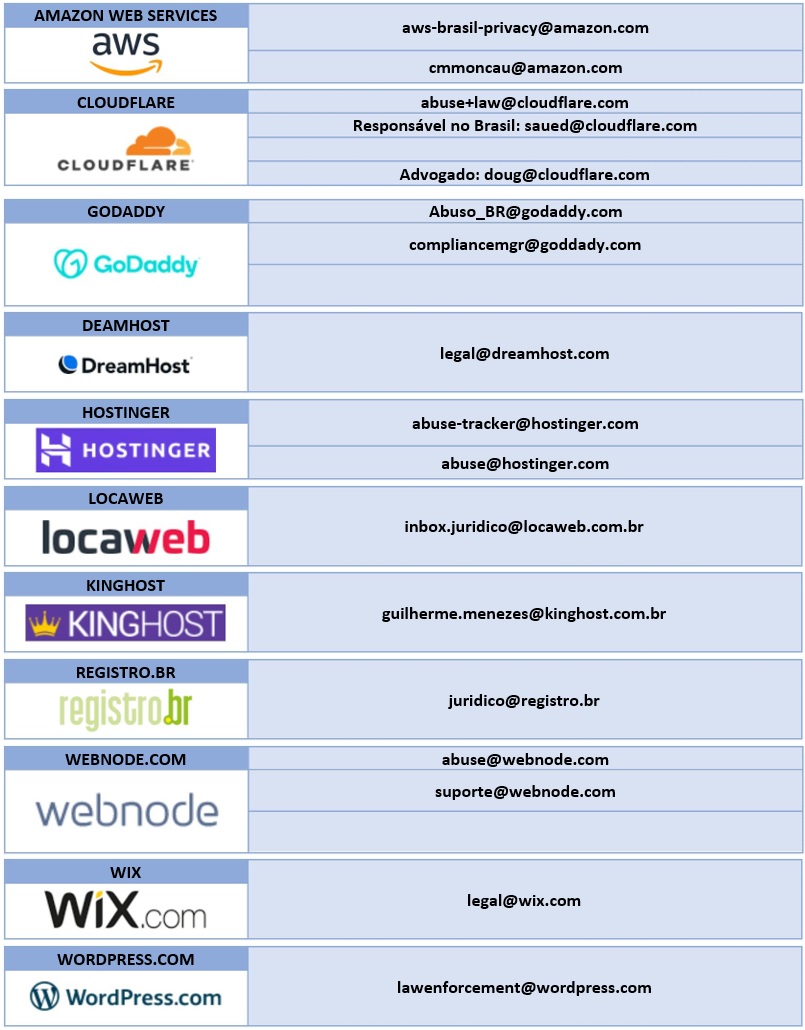 AMAZON WEB SERVICES
aws
aws-brasil-privacy@amazon.com
cmmoncau@amazon.com
CLOUDFLARE
CLOUDFLARE
abuse+law@cloudflare.com
Responsável no Brasil: saued@cloudflare.com
Advogado: doug@cloudflare.com
GODADDY
GoDaddy
Abuso_BR@godaddy.com
compliancemgr@goddady.com
DEAMHOST
DreamHost
legal@dreamhost.com
HOSTINGER
HOSTINGER
abuse-tracker@hostinger.com
abuse@hostinger.com
LOCAWEB
locaweb
inbox.juridico@locaweb.com.br
KINGHOST
KINGHOST
guilherme.menezes@kinghost.com.br
REGISTRO.BR
registro.br
juridico@registro.br
WEBNODE.COM
webnode
abuse@webnode.com
suporte@webnode.com
WIX
WiX.com
legal@wix.com
WORDPRESS.COM
WordPress.com
lawenforcement@wordpress.com